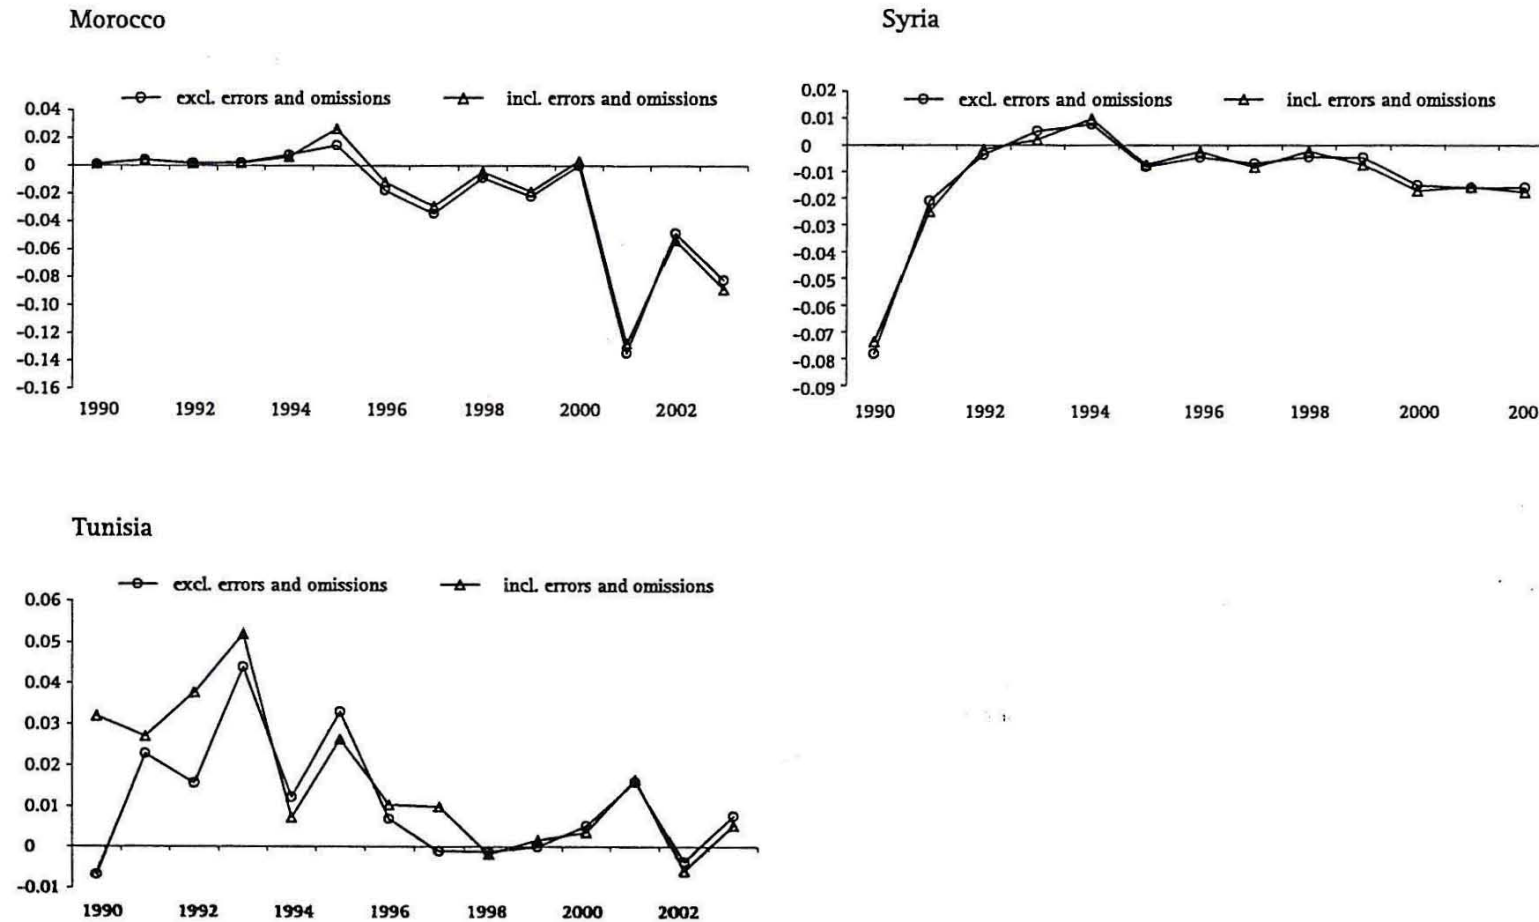 Morocco
excl. errors and omissions
incl. errors and omissions
0.04
0.02
0
-0.02
-0.04
-0.06
-0.08
-0.10
-0.12
-0.14
-0.16
1990 1992 1994 1996 1998 2000 2002
Syria
excl. errors and omissions
incl. errors and omissions
0.02
0.01
0
-0.01
-0.02
-0.03
-0.04
-0.05
-0.06
-0.07
-0.08
-0.09
1990 1992 1994 1996 1998 2000 200
Tunisia
excl. errors and omissions
incl. errors and omissions
0.06
0.05
0.04
0.03
0.02
0.01
0
-0.01
1990 1992 1994 1996 1998 2000 2002